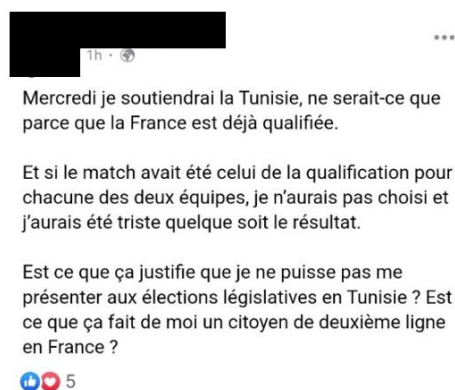 1h ·
Mercredi je soutiendrai la Tunisie, ne serait-ce que
parce que la France est déjà qualifiée.
Et si le match avait été celui de la qualification pour
chacune des deux équipes, je n'aurais pas choisi et
j'aurais été triste quelque soit le résultat.
Est ce que ça justifie que je ne puisse pas me
présenter aux élections législatives en Tunisie ? Est
ce que ça fait de moi un citoyen de deuxième ligne
en France ?
5